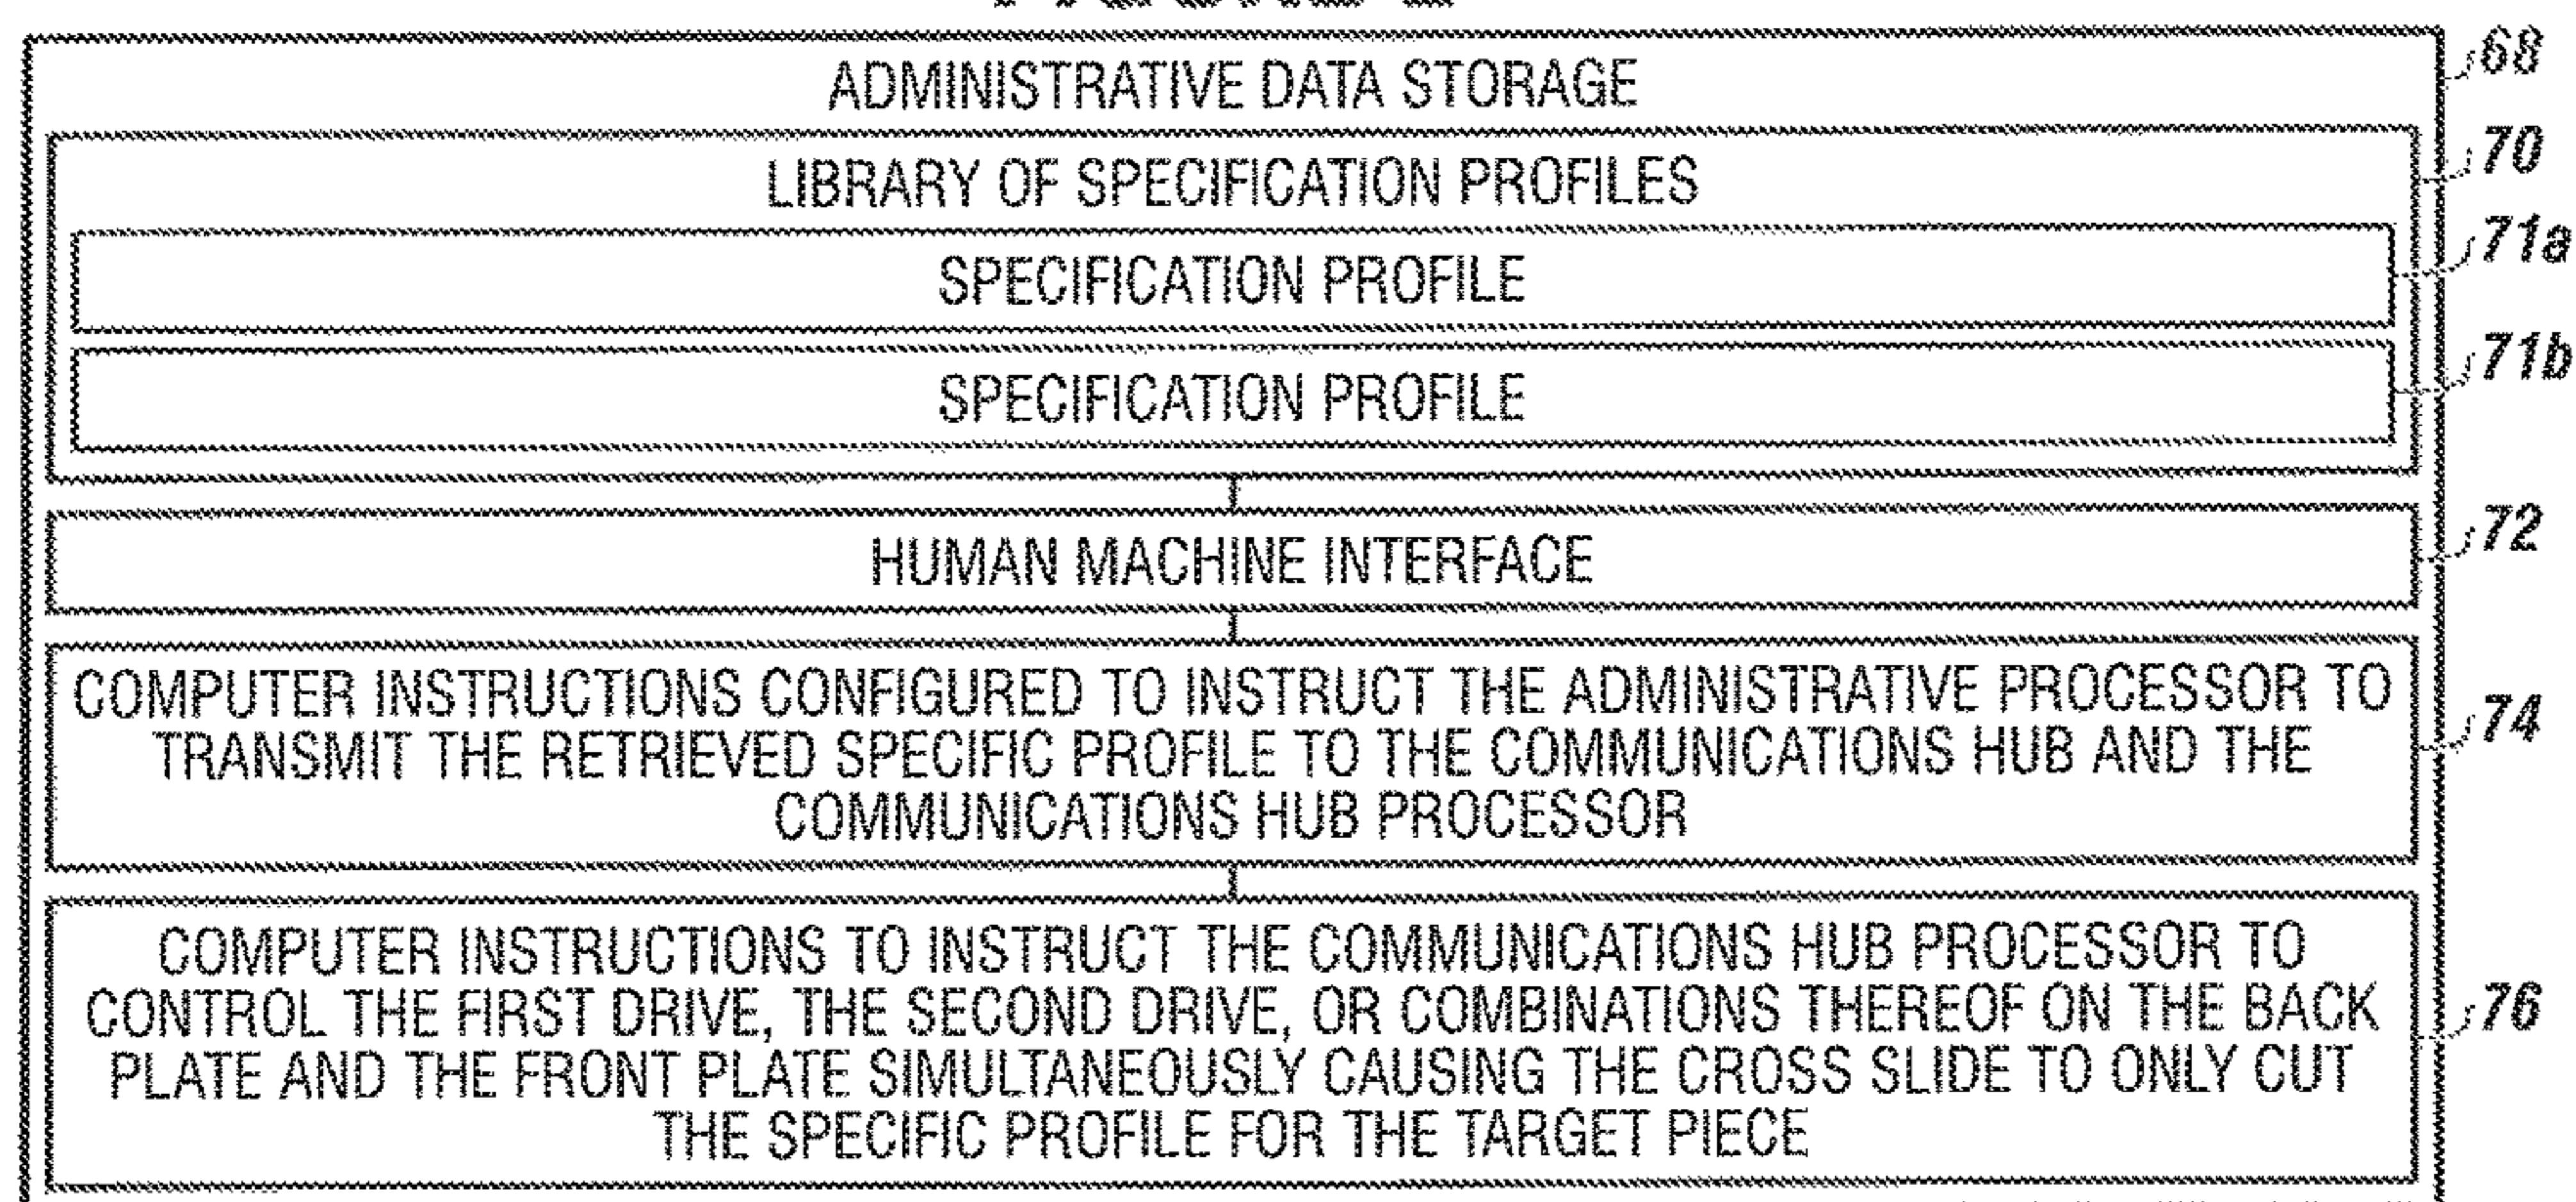 ADMINISTRATIVE DATA STORAGE
68
LIBRARY OF SPECIFICATION PROFILES
70
SPECIFICATION PROFILE
71a
SPECIFICATION PROFILE
71b
HUMAN MACHINE INTERFACE
72
COMPUTER INSTRUCTIONS CONFIGURED TO INSTRUCT THE ADMINISTRATIVE PROCESSOR TO
TRANSMIT THE RETRIEVED SPECIFIC PROFILE TO THE COMMUNICATIONS HUB AND THE
COMMUNICATIONS HUB PROCESSOR
74
COMPUTER INSTRUCTIONS TO INSTRUCT THE COMMUNICATIONS HUB PROCESSOR TO
CONTROL THE FIRST DRIVE, THE SECOND DRIVE, OR COMBINATIONS THEREOF ON THE BACK
PLATE AND THE FRONT PLATE SIMULTANEOUSLY CAUSING THE CROSS SLIDE TO ONLY CUT
THE SPECIFIC PROFILE FOR THE TARGET PIECE
76